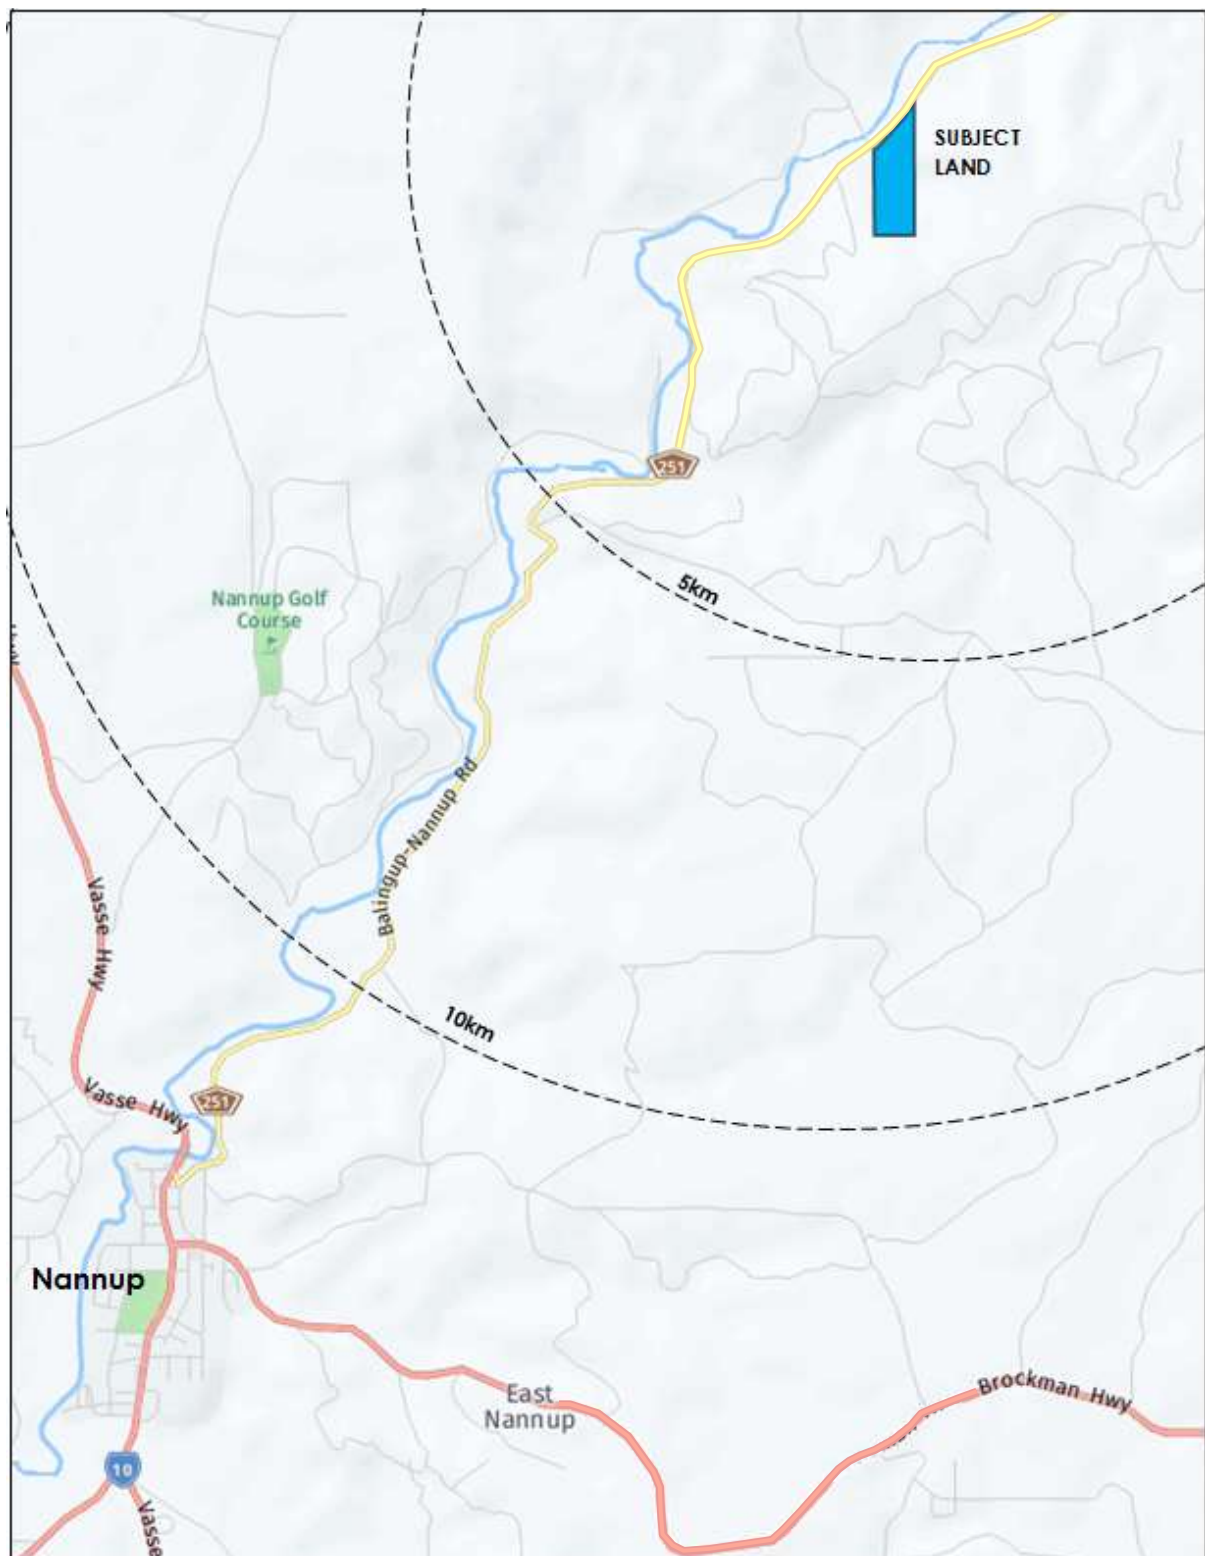 SUBJECT
LAND
251
5km
Nannup Golf
Course
Balingup-Nannup Rd
Vasse Hwy
10km
Vasse Hwy
251
Nannup
East
Nannup
Brockman Hwy
10
Vasse